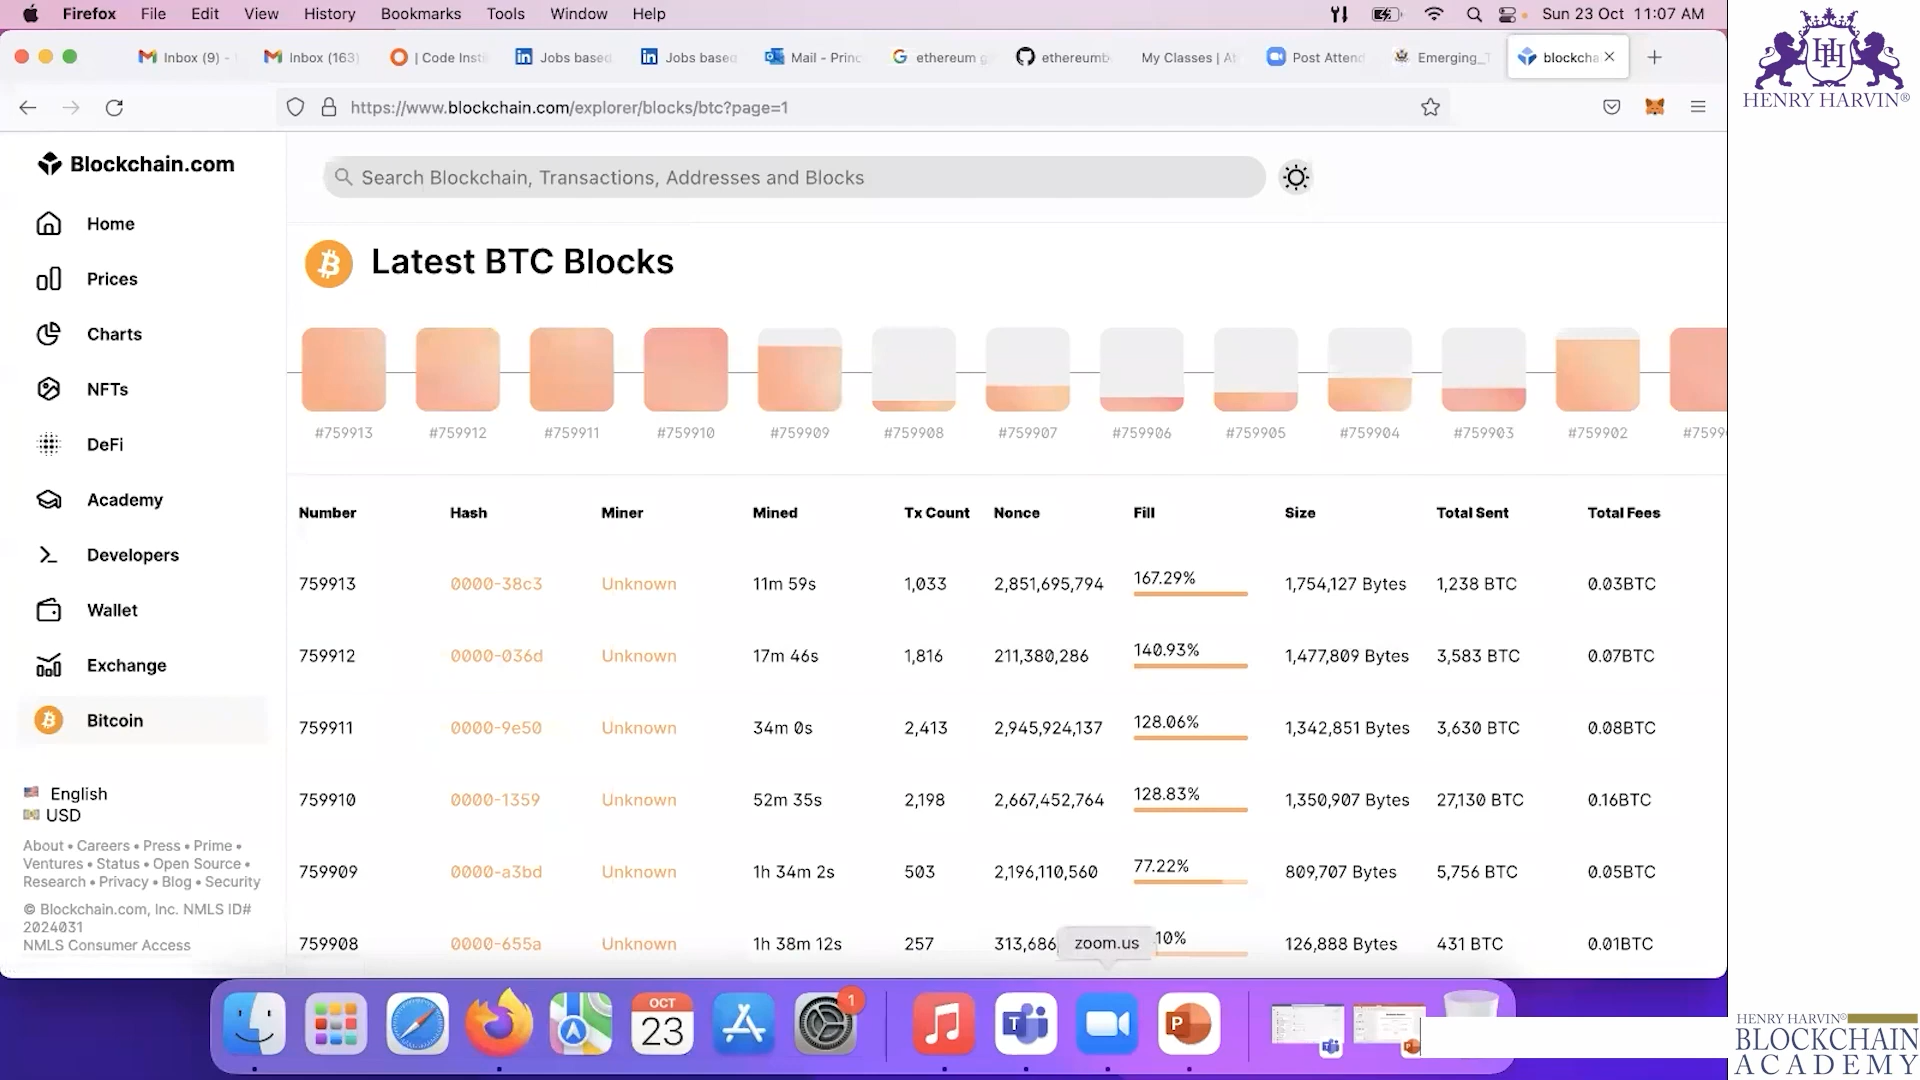 Firefox File Edit View History Bookmarks Tools Window Help Sun 23 Oct 11:07 AM
Inbox (9) - Inbox (163) | Code Inst Jobs based Jobs based Mail - Princ ethereum g ethereumb My Classes | At Post Attend Emerging_T blockcha
https://www.blockchain.com/explorer/blocks/btc?page=1
HENRY HARVIN®
Blockchain.com
Search Blockchain, Transactions, Addresses and Blocks
Home
Prices
Charts
NFTs
DeFi
Academy
Developers
Wallet
Exchange
Bitcoin
English
USD
About • Careers • Press • Prime •
Ventures • Status • Open Source •
Research • Privacy • Blog • Security
© Blockchain.com, Inc. NMLS ID#
2024031
NMLS Consumer Access
Latest BTC Blocks
#759913 #759912 #759911 #759910 #759909 #759908 #759907 #759906 #759905 #759904 #759903 #759902 #7599
Number Hash Miner Mined Tx Count Nonce Fill Size Total Sent Total Fees
759913 0000-38c3 Unknown 11m 59s 1,033 2,851,695,794 167.29% 1,754,127 Bytes 1,238 BTC 0.03BTC
759912 0000-036d Unknown 17m 46s 1,816 211,380,286 140.93% 1,477,809 Bytes 3,583 BTC 0.07BTC
759911 0000-9e50 Unknown 34m 0s 2,413 2,945,924,137 128.06% 1,342,851 Bytes 3,630 BTC 0.08BTC
759910 0000-1359 Unknown 52m 35s 2,198 2,667,452,764 128.83% 1,350,907 Bytes 27,130 BTC 0.16BTC
759909 0000-a3bd Unknown 1h 34m 2s 503 2,196,110,560 77.22% 809,707 Bytes 5,756 BTC 0.05BTC
759908 0000-655a Unknown 1h 38m 12s 257 313,686 10% 126,888 Bytes 431 BTC 0.01BTC
zoom.us
OCT
23
1
HENRY HARVIN®
BLOCKCHAIN
ACADEMY